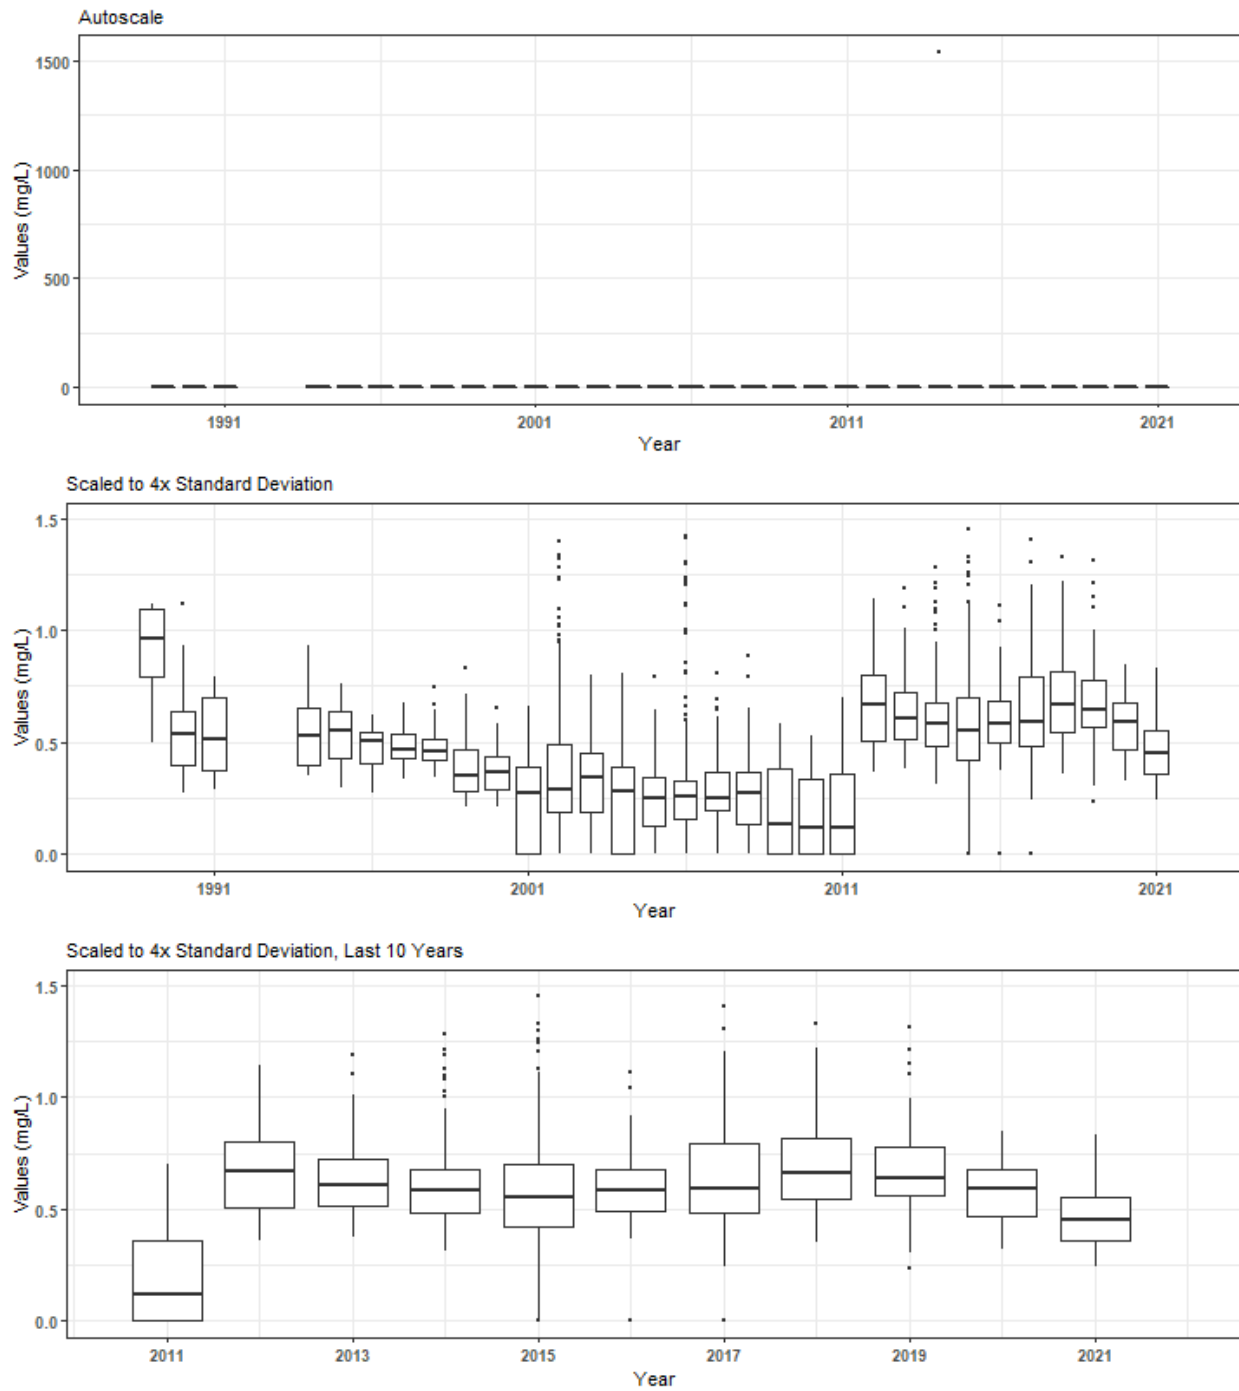 Autoscale
1500
1000
500
0
Values (mg/L)
1991 2001 2011 2021
Year
Scaled to 4x Standard Deviation
1.5
1.0
0.5
0.0
Values (mg/L)
1991 2001 2011 2021
Year
Scaled to 4x Standard Deviation, Last 10 Years
1.5
1.0
0.5
0.0
Values (mg/L)
2011 2013 2015 2017 2019 2021
Year